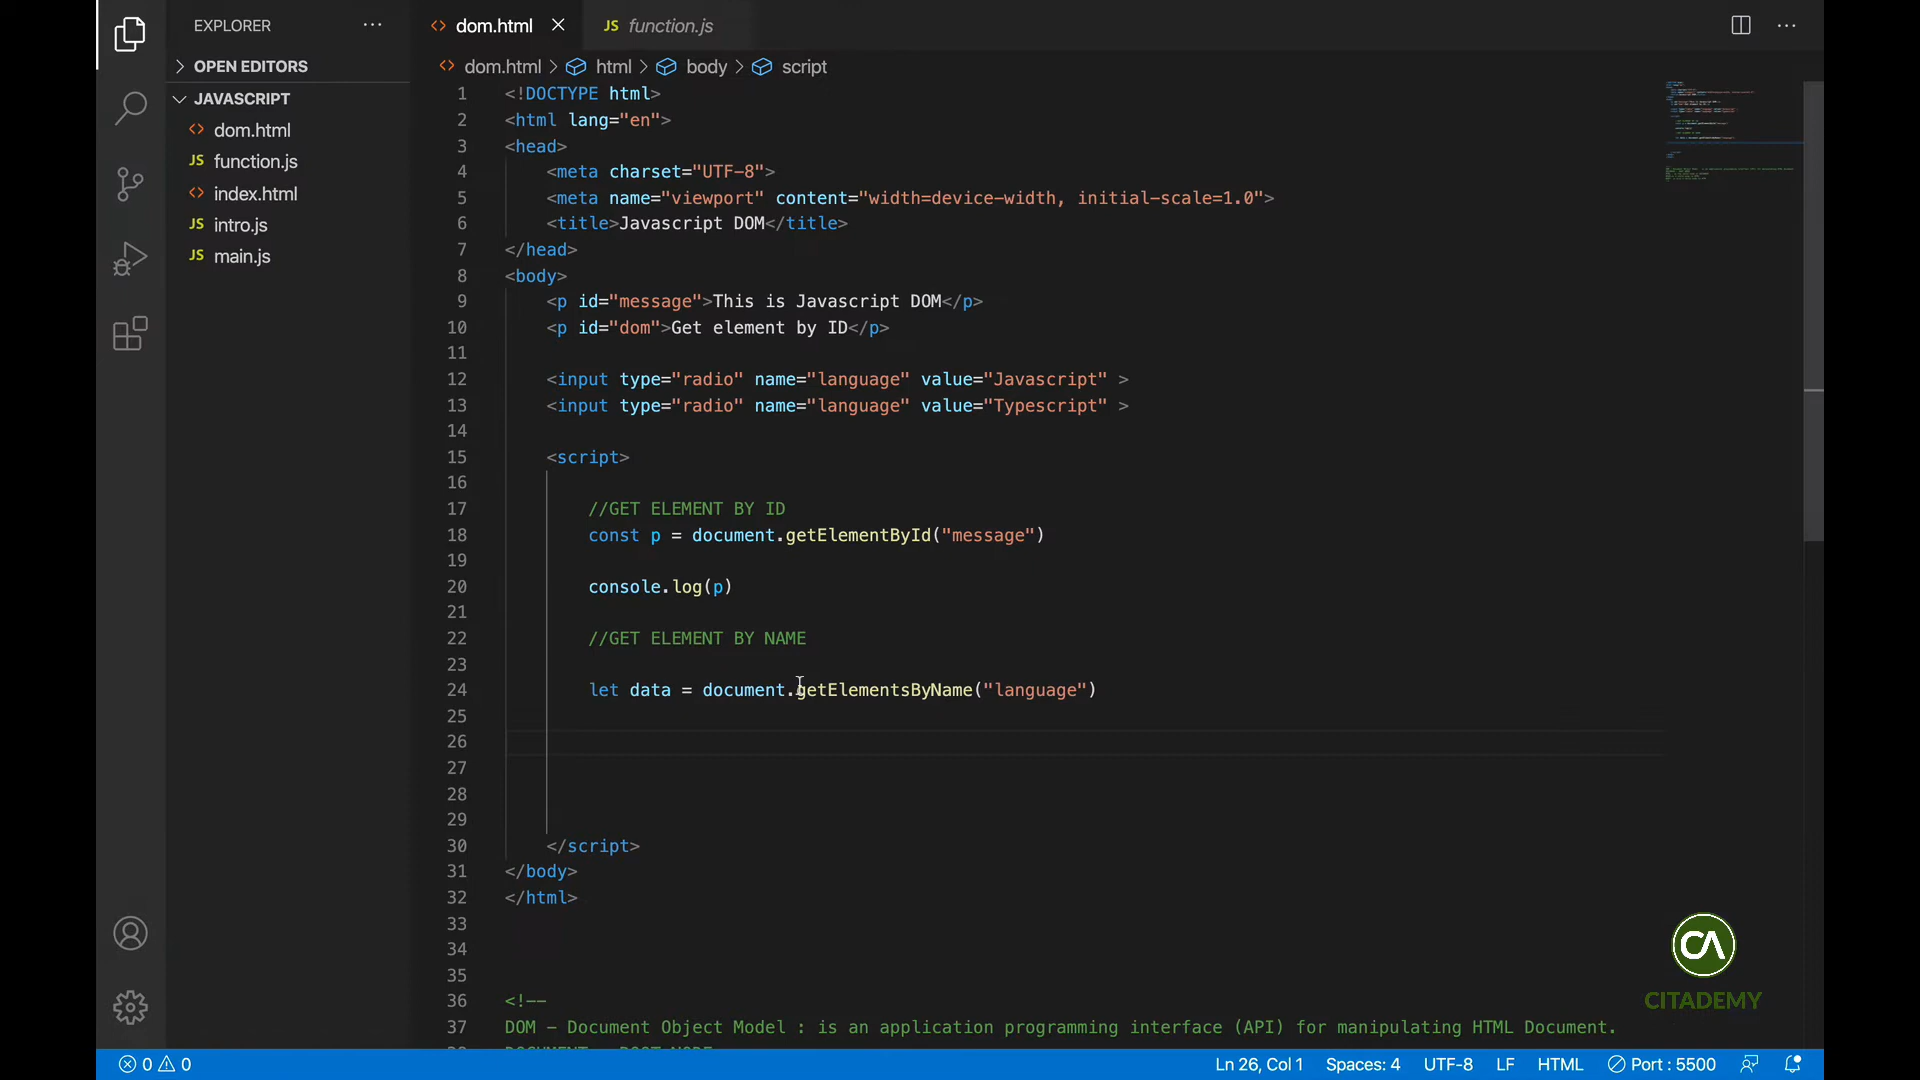 EXPLORER
OPEN EDITORS
JAVASCRIPT
dom.html
JS function.js
index.html
JS intro.js
JS main.js
dom.html
JS function.js
dom.html > html > body > script
1 <!DOCTYPE html>
2 <html lang="en">
3 <head>
4 <meta charset="UTF-8">
5 <meta name="viewport" content="width=device-width, initial-scale=1.0">
6 <title>Javascript DOM</title>
7 </head>
8 <body>
9 <p id="message">This is Javascript DOM</p>
10 <p id="dom">Get element by ID</p>
11
12 <input type="radio" name="language" value="Javascript" >
13 <input type="radio" name="language" value="Typescript" >
14
15 <script>
16
17 //GET ELEMENT BY ID
18 const p = document.getElementById("message")
19
20 console.log(p)
21
22 //GET ELEMENT BY NAME
23
24 let data = document.getElementsByName("language")
25
26
27
28
29
30 </script>
31 </body>
32 </html>
33
34
35
36 <!--
37 DOM - Document Object Model : is an application programming interface (API) for manipulating HTML Document.
CA
CITADEMY
0 0
Ln 26, Col 1 Spaces: 4 UTF-8 LF HTML Port : 5500